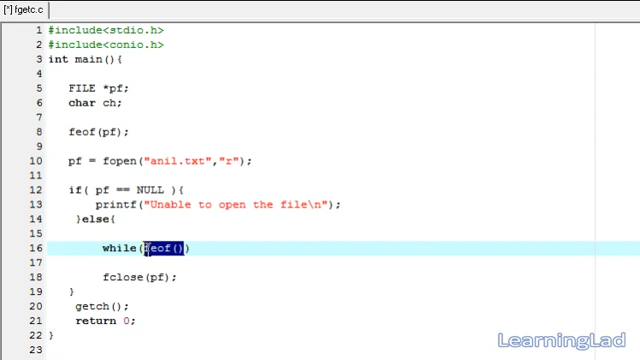 [*] fgetc.c
1 #include<stdio.h>
2 #include<conio.h>
3 int main(){
4
5 FILE *pf;
6 char ch;
7
8 feof(pf);
9
10 pf = fopen("anil.txt","r");
11
12 if( pf == NULL ){
13 printf("Unable to open the file\n");
14 }else{
15
16 while(feof())
17
18 fclose(pf);
19 }
20 getch();
21 return 0;
22 }
23
LearningLad